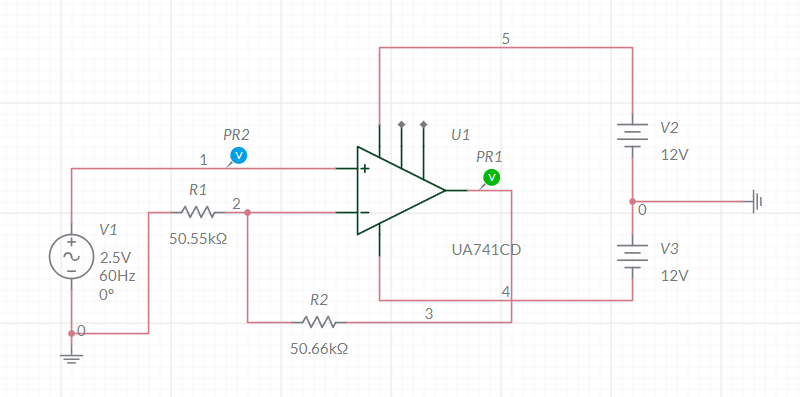 5
PR2
U1
V2
12V
1
V
PR1
V
R1
2
0
50.55kΩ
V1
2.5V
60Hz
0°
UA741CD
V3
12V
R2
4
3
0
50.66kΩ